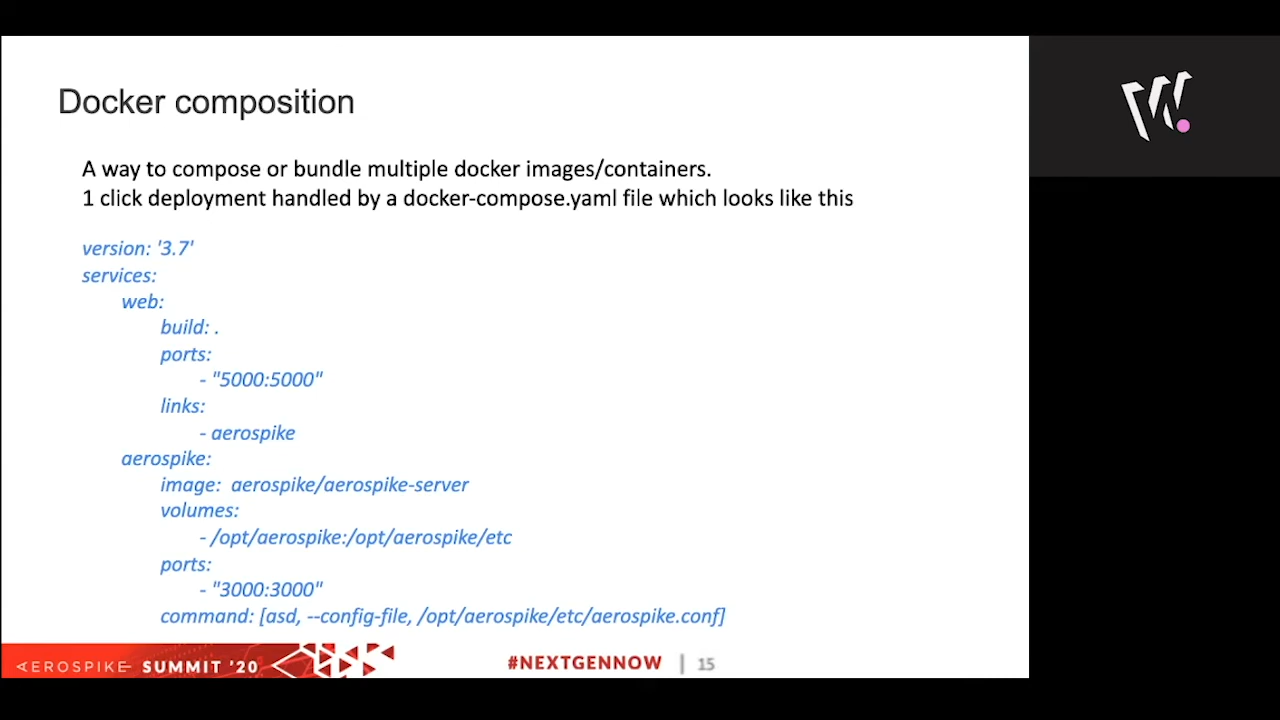 Docker composition
A way to compose or bundle multiple docker images/containers.
1 click deployment handled by a docker-compose.yaml file which looks like this
version: '3.7'
services:
web:
build: .
ports:
- "5000:5000"
links:
- aerospike
aerospike:
image: aerospike/aerospike-server
volumes:
- /opt/aerospike:/opt/aerospike/etc
ports:
- "3000:3000"
command: [asd, --config-file, /opt/aerospike/etc/aerospike.conf]
AEROSPIKE SUMMIT '20
#NEXTGENNOW | 15
W.